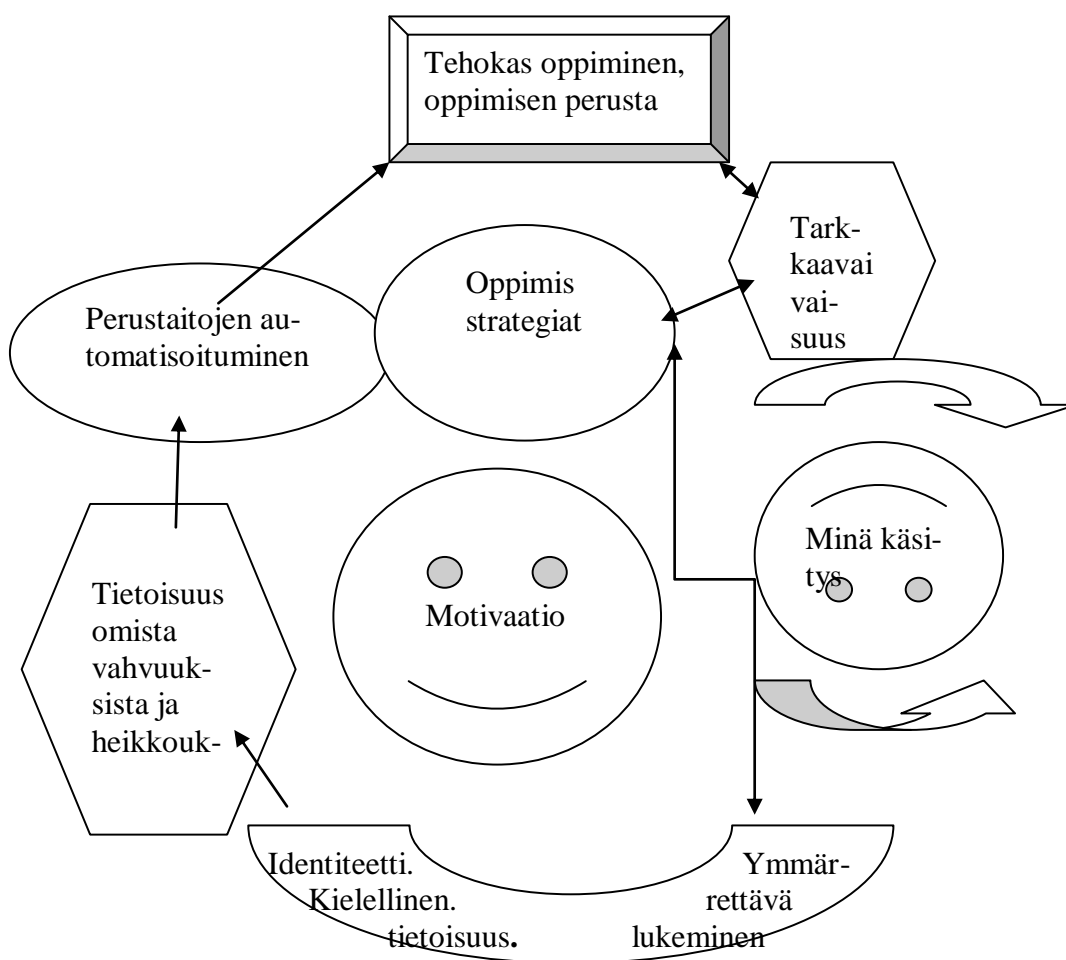 Tehokas oppiminen,
oppimisen perusta
Tark-
kaavai
vai-
suus
Oppimis
strategiat
Perustaitojen au-
tomatisoituminen
Minä käsi-
tys
Motivaatio
Tietoisuus
omista
vahvuuk-
sista ja
heikkouk-
Identiteetti.
Kielellinen.
tietoisuus.
Ymmär-
rettävä
lukeminen